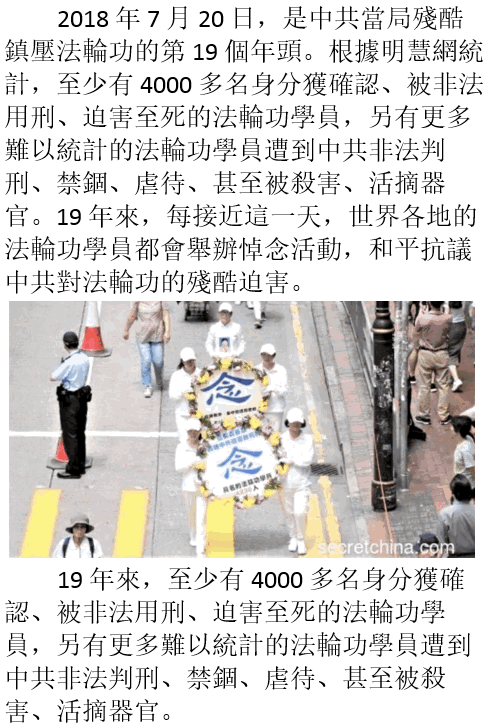 2018 年 7 月 20 日，是中共當局殘酷
鎮壓法輪功的第 19 個年頭。根據明慧網統
計，至少有 4000 多名身分獲確認、被非法
用刑、迫害至死的法輪功學員，另有更多
難以統計的法輪功學員遭到中共非法判
刑、禁錮、虐待、甚至被殺害、活摘器
官。19 年來，每接近這一天，世界各地的
法輪功學員都會舉辦悼念活動，和平抗議
中共對法輪功的殘酷迫害。
念
念
secretchina.com
19 年來，至少有 4000 多名身分獲確
認、被非法用刑、迫害至死的法輪功學
員，另有更多難以統計的法輪功學員遭到
中共非法判刑、禁錮、虐待、甚至被殺
害、活摘器官。